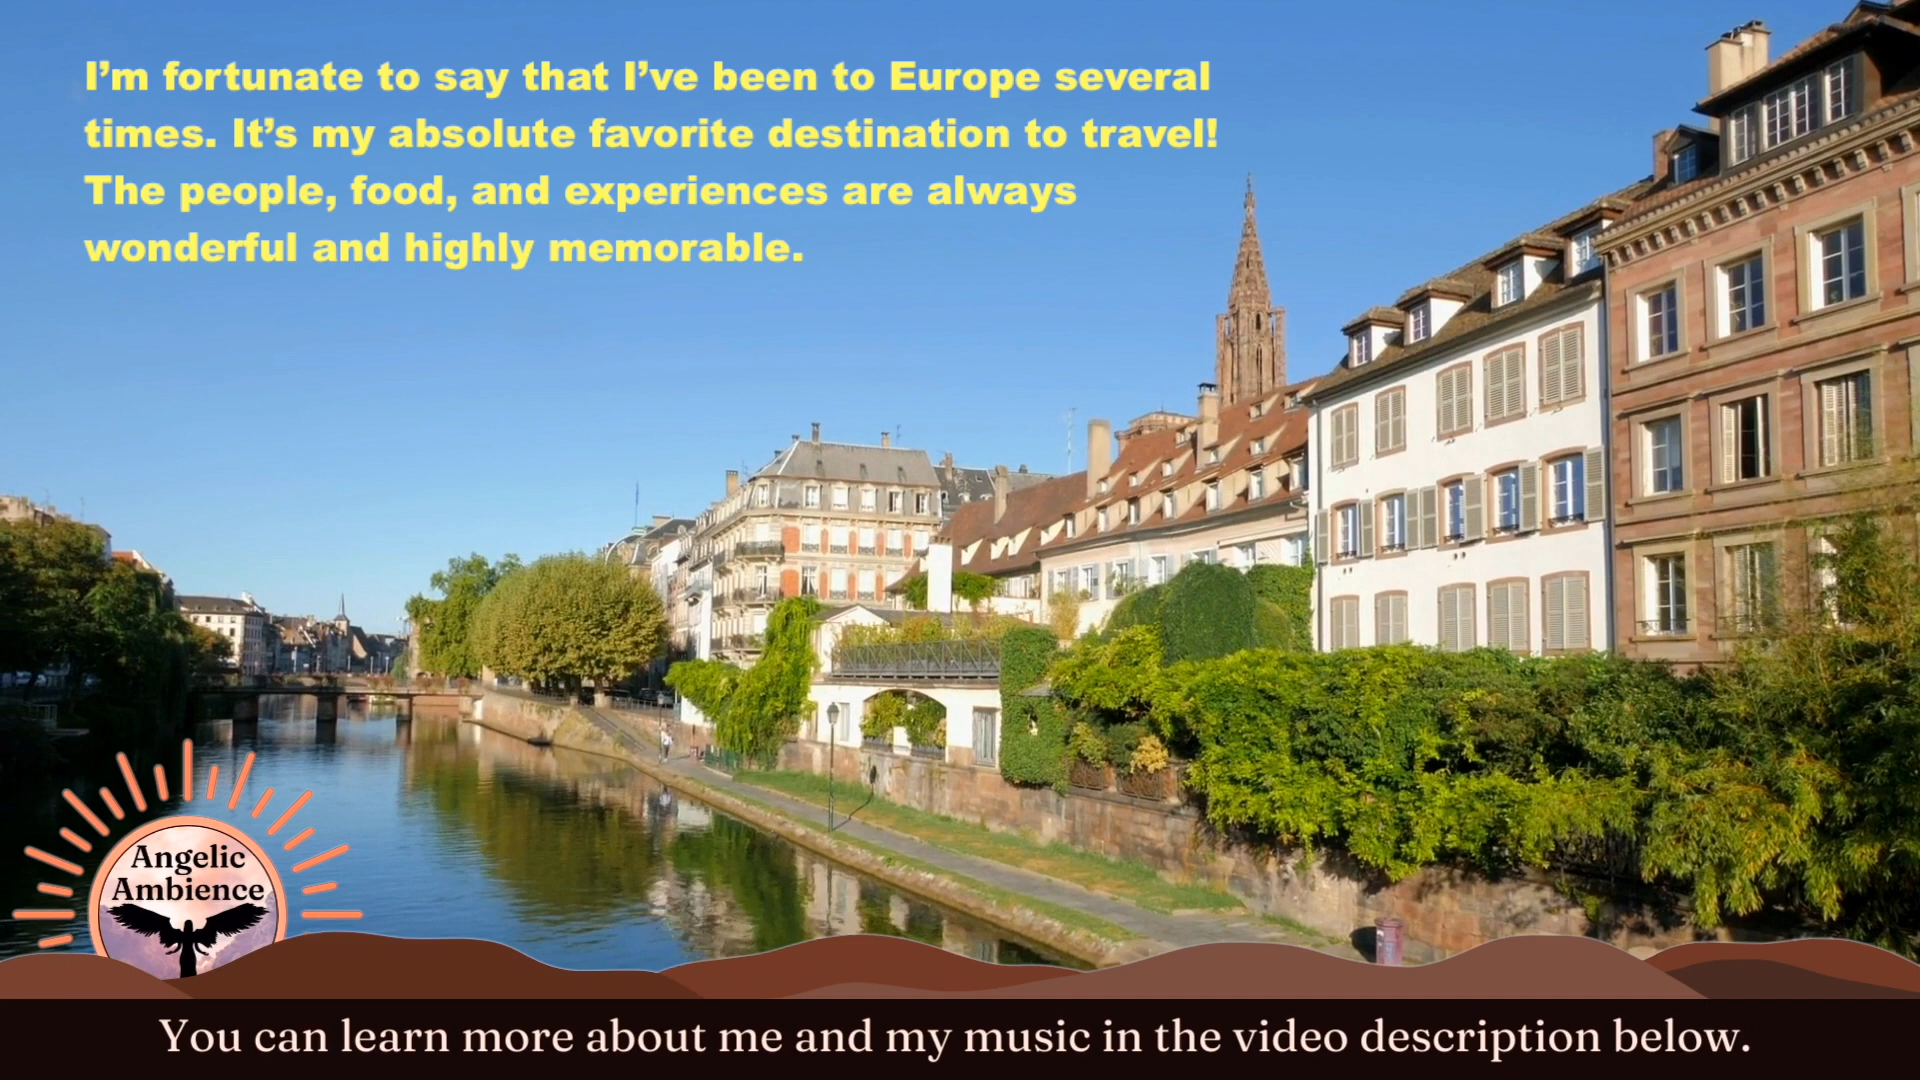 I’m fortunate to say that I’ve been to Europe several
times. It’s my absolute favorite destination to travel!
The people, food, and experiences are always
wonderful and highly memorable.
Angelic
Ambience
You can learn more about me and my music in the video description below.